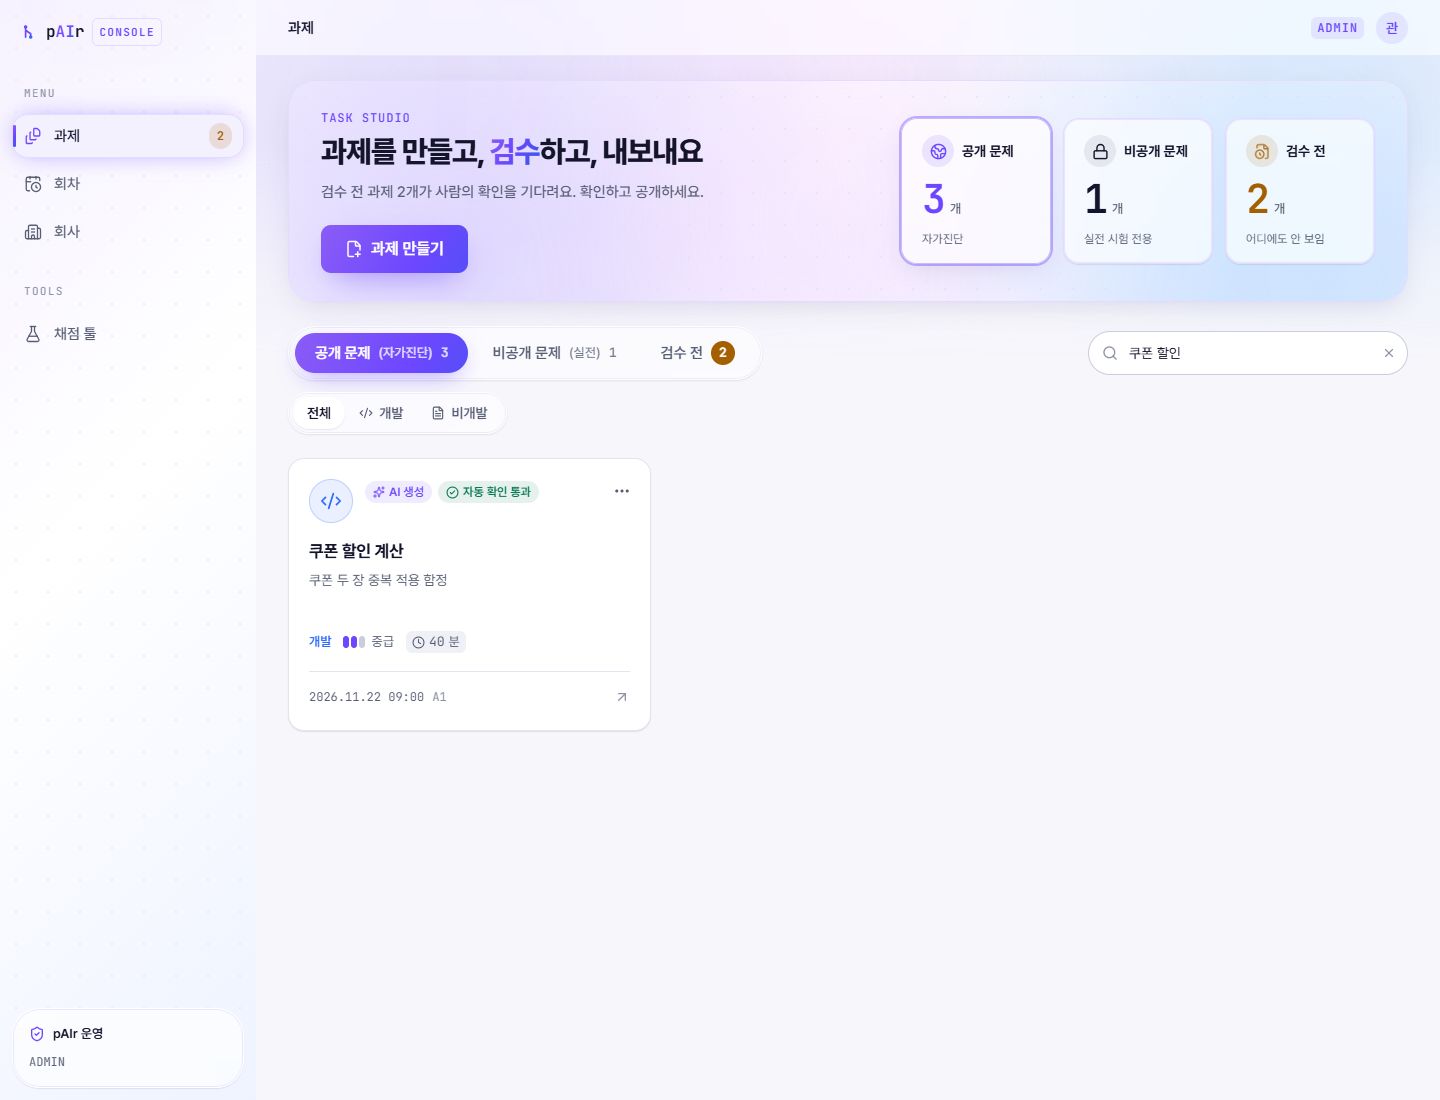 pAIr CONSOLE
MENU
과제 2
회차
회사
TOOLS
채점 툴
pAIr 운영
ADMIN
과제
ADMIN 관
TASK STUDIO
과제를 만들고, 검수하고, 내보내요
검수 전 과제 2개가 사람의 확인을 기다려요. 확인하고 공개하세요.
과제 만들기
공개 문제
3 개
자가진단
비공개 문제
1 개
실전 시험 전용
검수 전
2 개
어디에도 안 보임
공개 문제 (자가진단) 3
비공개 문제 (실전) 1
검수 전 2
쿠폰 할인
전체
개발
비개발
AI 생성
자동 확인 통과
쿠폰 할인 계산
쿠폰 두 장 중복 적용 함정
개발 중급 40 분
2026.11.22 09:00 A1